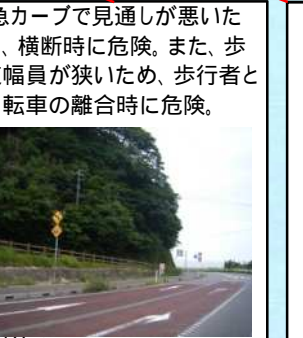 急カーブで見通しが悪いた
、横断時に危険。また、歩
幅員が狭いため、歩行者と
転車の離合時に危険。